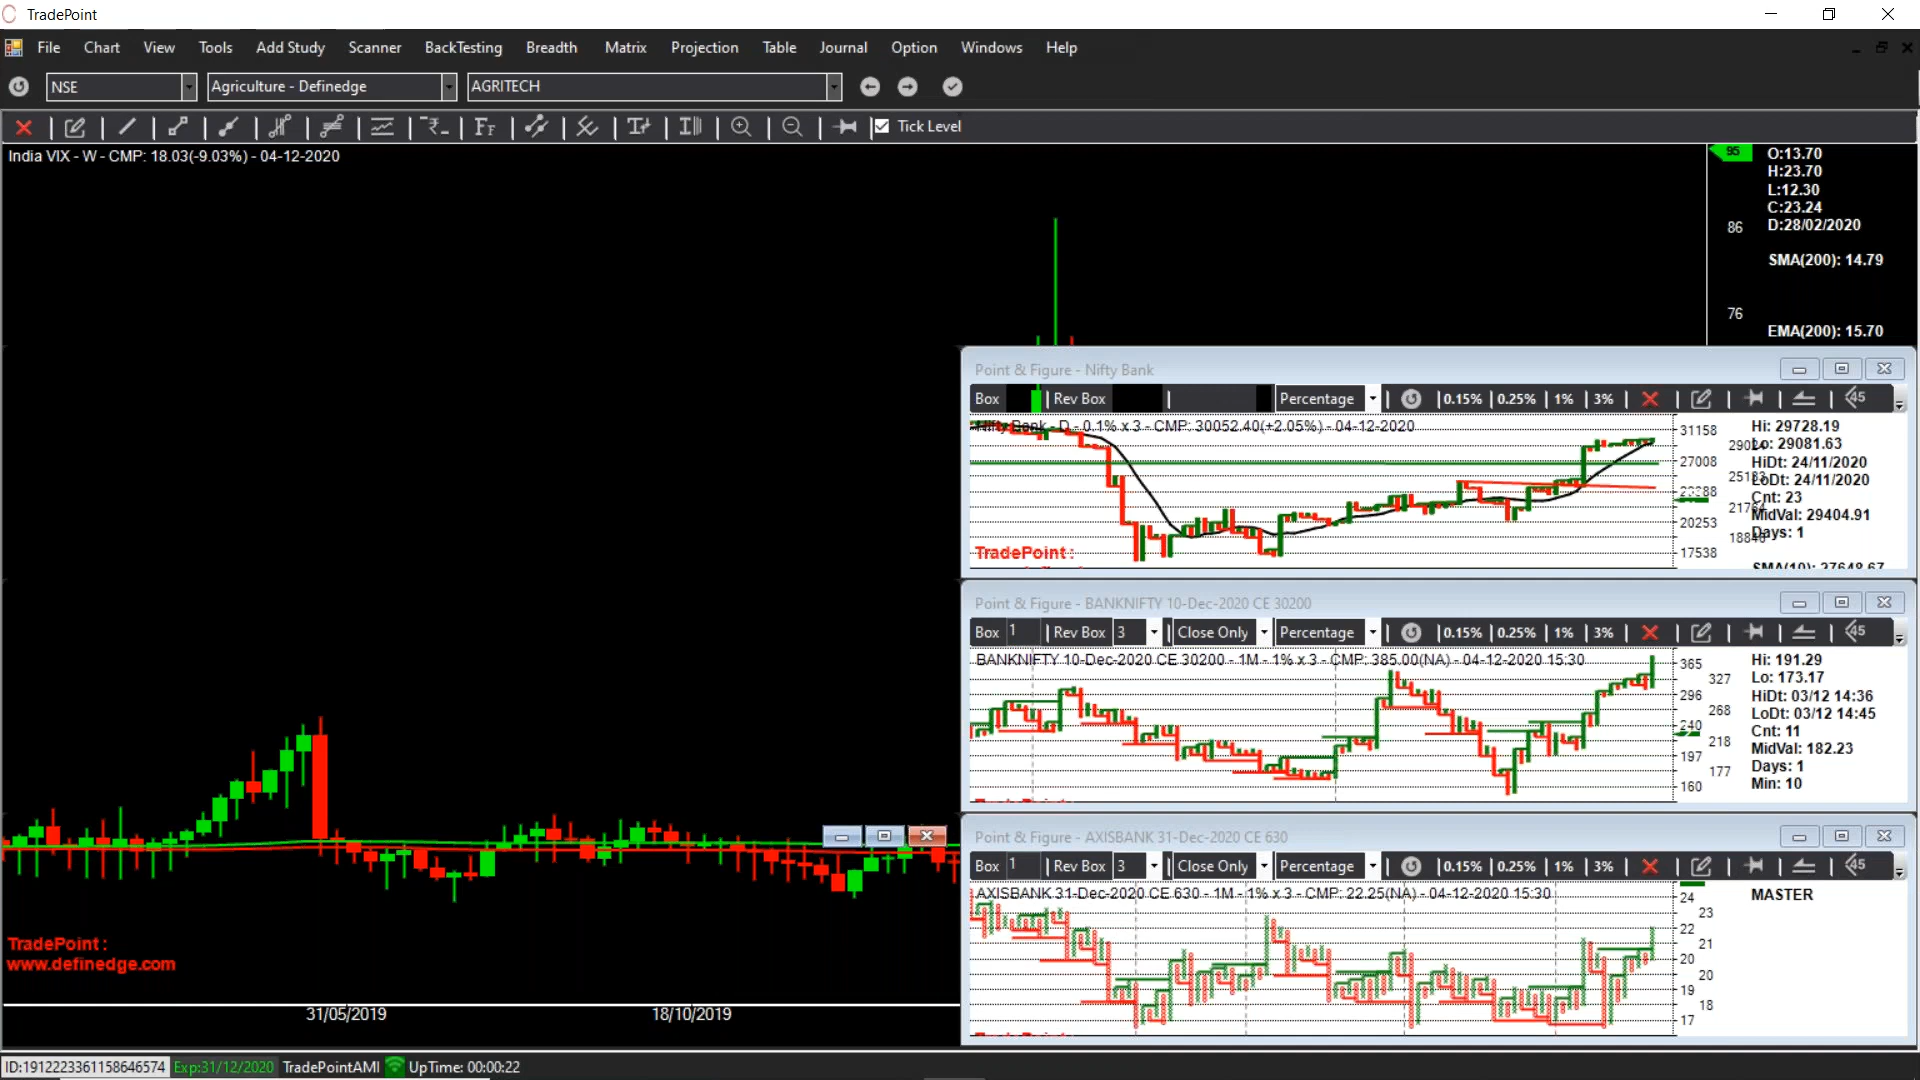 TradePoint
File Chart View Tools Add Study Scanner BackTesting Breadth Matrix Projection Table Journal Option Windows Help
NSE Agriculture - Definedge AGRITECH
Tick Level
India VIX - W - CMP: 18.03(-9.03%) - 04-12-2020
95
O:13.70
H:23.70
L:12.30
C:23.24
D:28/02/2020
86
SMA(200): 14.79
76
EMA(200): 15.70
Point & Figure - Nifty Bank
Box Rev Box Percentage 0.15% 0.25% 1% 3% 45
Nifty Bank - D - 0.1% x 3 - CMP: 30052.40(+2.05%) - 04-12-2020
31158
27008
20253
17538
Hi: 29728.19
Lo: 29081.63
HiDt: 24/11/2020
LoDt: 24/11/2020
Cnt: 23
MidVal: 29404.91
Days: 1
SMA(10): 27648.67
TradePoint :
Point & Figure - BANKNIFTY 10-Dec-2020 CE 30200
Box 1 Rev Box 3 Close Only Percentage 0.15% 0.25% 1% 3% 45
BANKNIFTY 10-Dec-2020 CE 30200 - 1M - 1% x 3 - CMP: 385.00(NA) - 04-12-2020 15:30
365
327
296
268
240
218
197
177
160
Hi: 191.29
Lo: 173.17
HiDt: 03/12 14:36
LoDt: 03/12 14:45
Cnt: 11
MidVal: 182.23
Days: 1
Min: 10
Point & Figure - AXISBANK 31-Dec-2020 CE 630
Box 1 Rev Box 3 Close Only Percentage 0.15% 0.25% 1% 3% 45
AXISBANK 31-Dec-2020 CE 630 - 1M - 1% x 3 - CMP: 22.25(NA) - 04-12-2020 15:30
24
23
22
21
20
20
19
18
17
MASTER
TradePoint :
www.definedge.com
31/05/2019 18/10/2019
ID:1912223361158646574 Exp:31/12/2020 TradePointAMI UpTime: 00:00:22